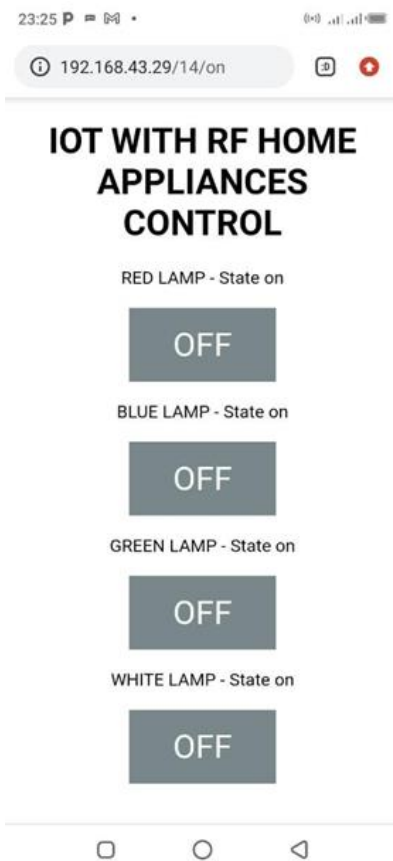 23:25 P
192.168.43.29/14/on
:D
IOT WITH RF HOME
APPLIANCES
CONTROL
RED LAMP - State on
OFF
BLUE LAMP - State on
OFF
GREEN LAMP - State on
OFF
WHITE LAMP - State on
OFF